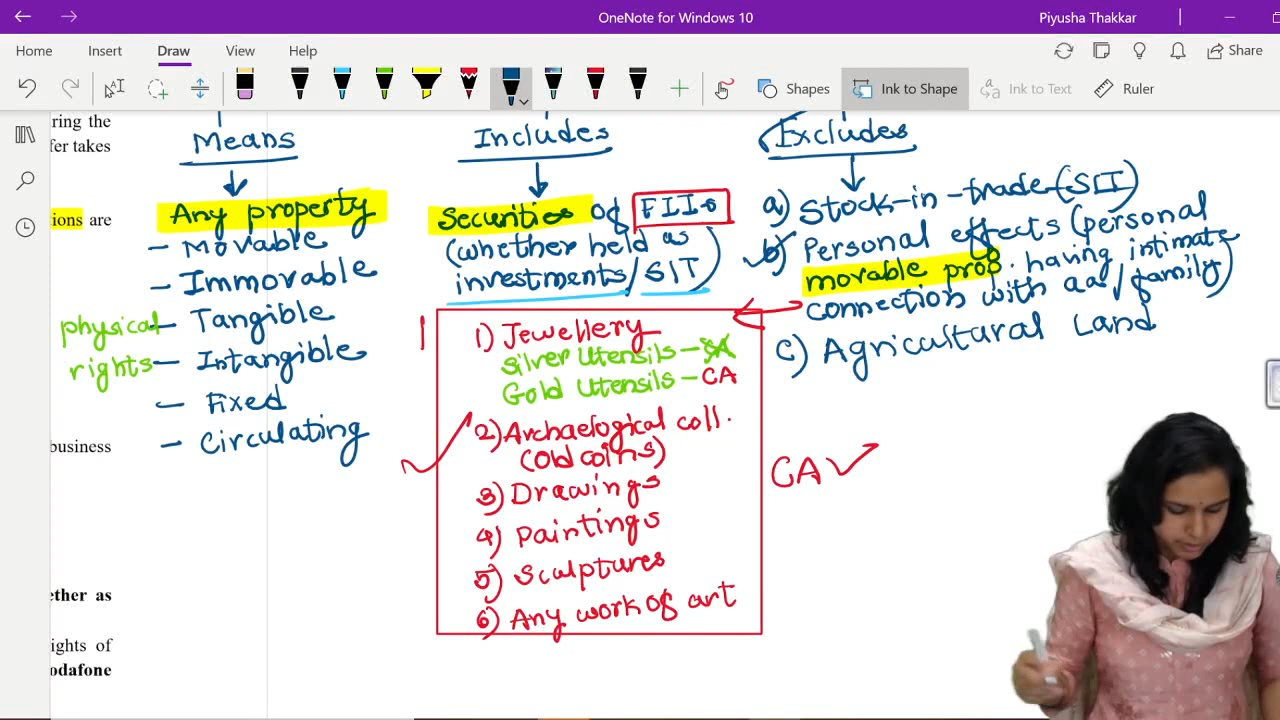 OneNote for Windows 10
Piyusha Thakkar
Home
Insert
Draw
View
Help
Share
Shapes
Ink to Shape
Ink to Text
Ruler
ring the
fer takes
ions are
business
ether as
ights of
odafone
Means
Any property
- Movable
- Immovable
- Tangible
- Intangible
- Fixed
- Circulating
physical
rights
Includes
Securities of FIIs
(whether held as
investments/SIT)
1) Jewellery
Silver Utensils -
Gold Utensils - CA
2) Archaelogical coll.
(old coins)
3) Drawings
4) Paintings
5) Sculptures
6) Any work of art
CA
Excludes
a) Stock-in-trade-(SIT)
b) Personal effects (personal
movable prop. having intimate
connection with aa/family)
c) Agricultural Land